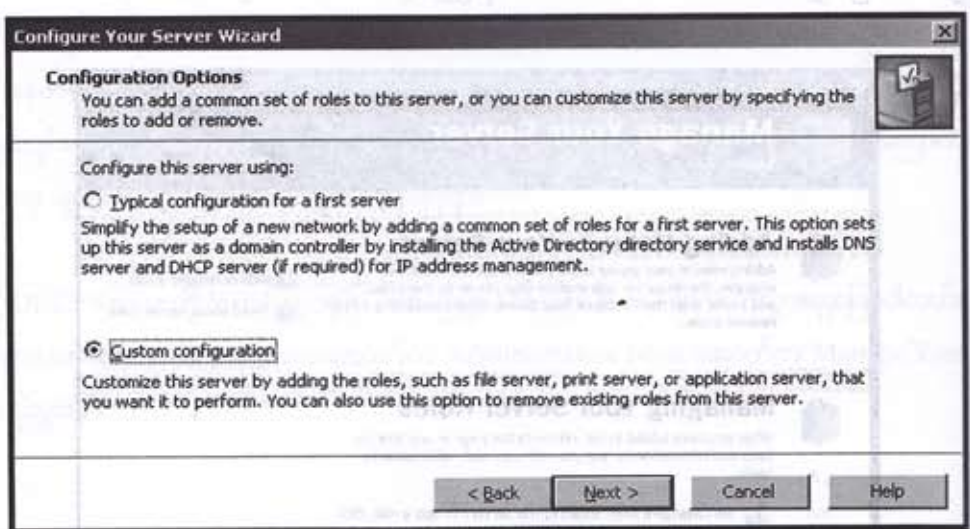 Configure Your Server Wizard
Configuration Options
You can add a common set of roles to this server, or you can customize this server by specifying the
roles to add or remove.
Configure this server using:
Typical configuration for a first server
Simplify the setup of a new network by adding a common set of roles for a first server. This option sets
up this server as a domain controller by installing the Active Directory directory service and installs DNS
server and DHCP server (if required) for IP address management.
Custom configuration
Customize this server by adding the roles, such as file server, print server, or application server, that
you want it to perform. You can also use this option to remove existing roles from this server.
< Back Next > Cancel Help